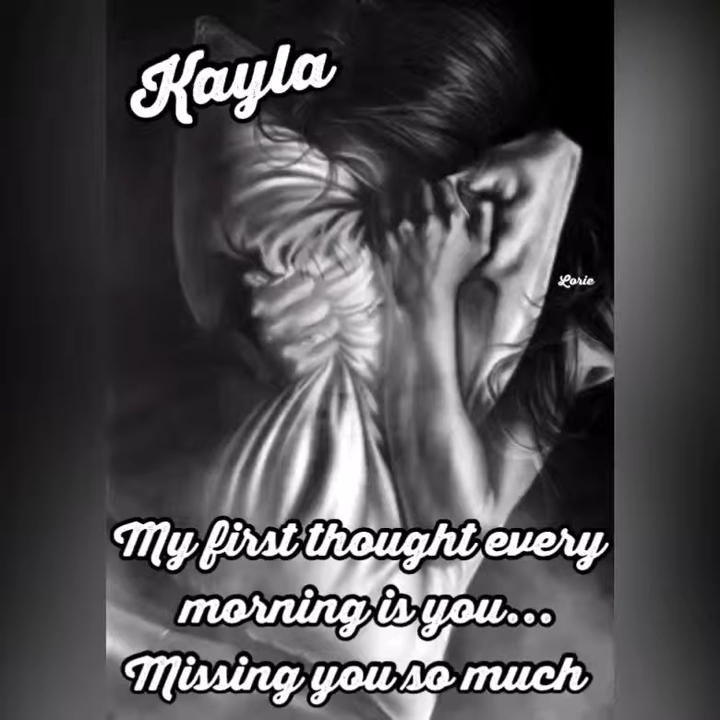 Kayla
Lorie
My first thought every
morning is you...
Missing you so much